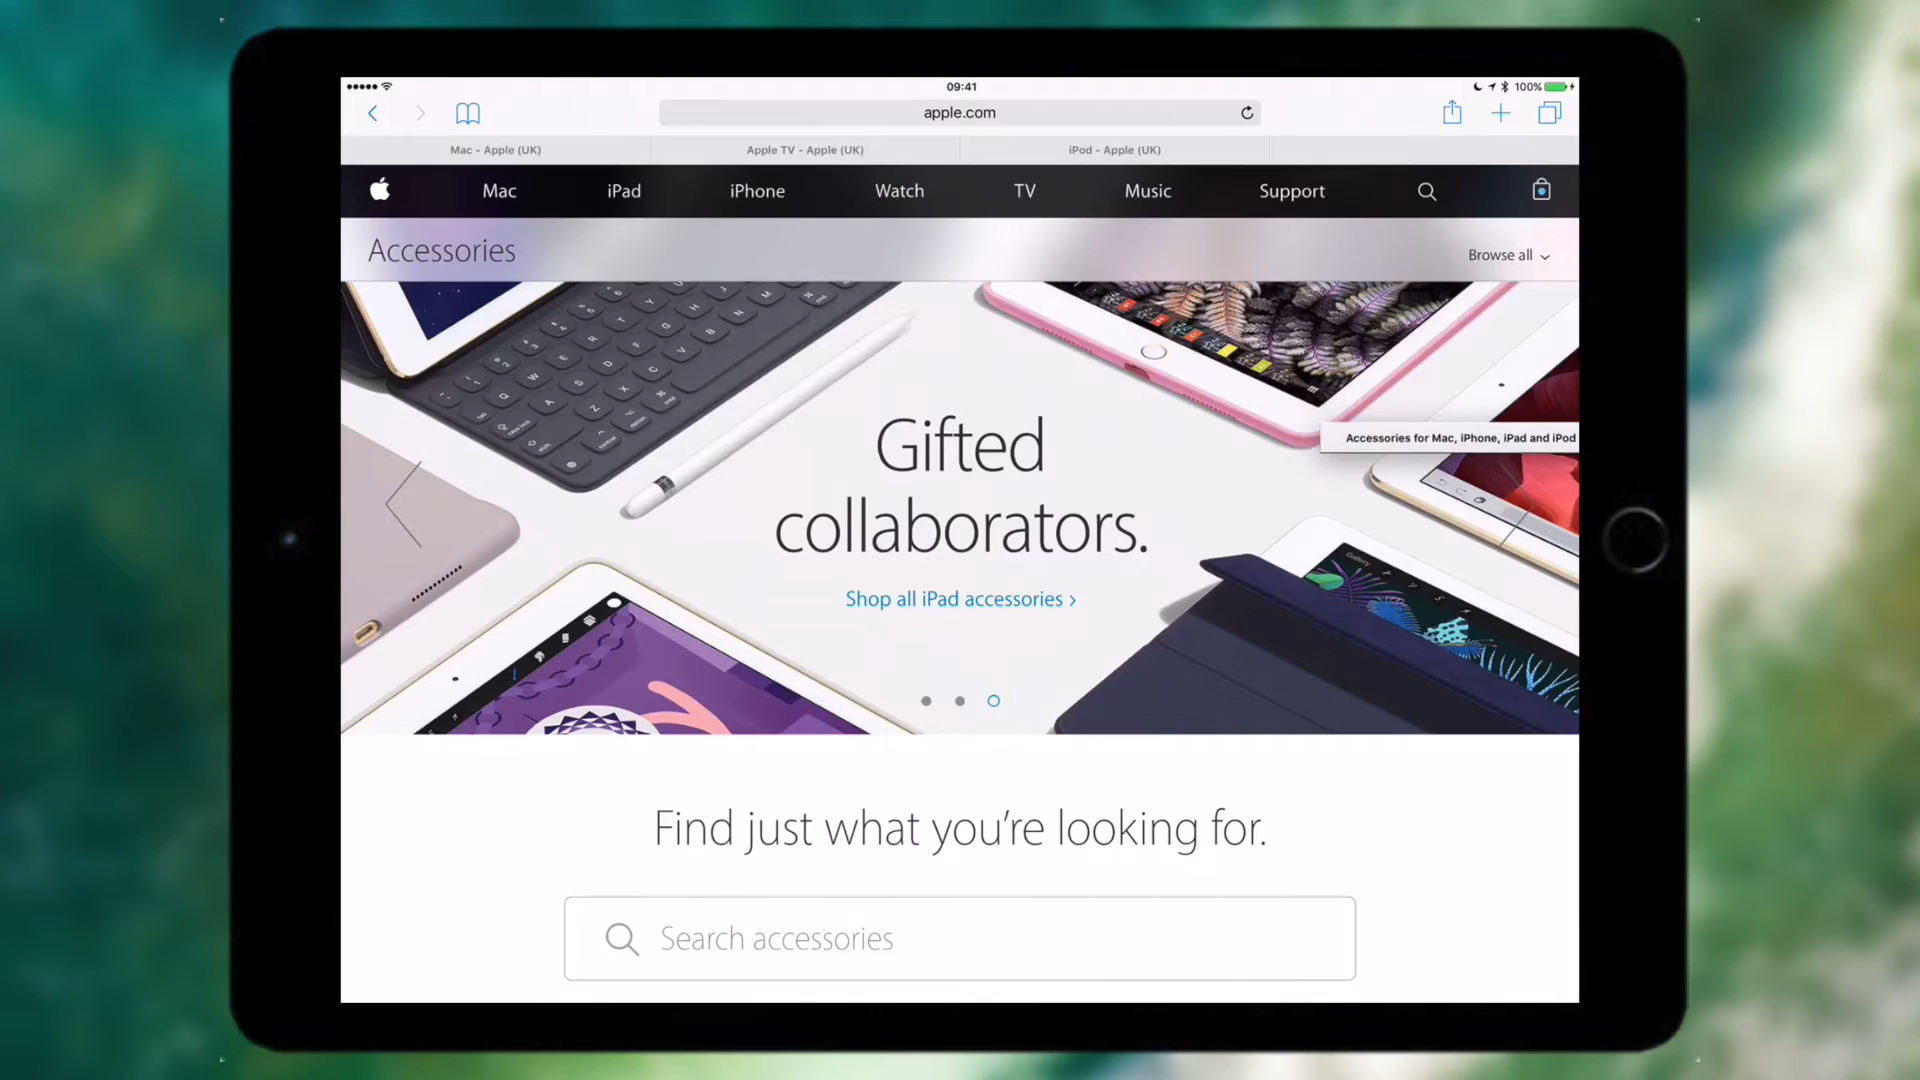 09:41
100%
apple.com
Mac - Apple (UK)
Apple TV - Apple (UK)
iPod - Apple (UK)
Mac
iPad
iPhone
Watch
TV
Music
Support
Accessories
Browse all
Accessories for Mac, iPhone, iPad and iPod
Gifted
collaborators.
Shop all iPad accessories >
Gallery
Find just what you're looking for.
Search accessories